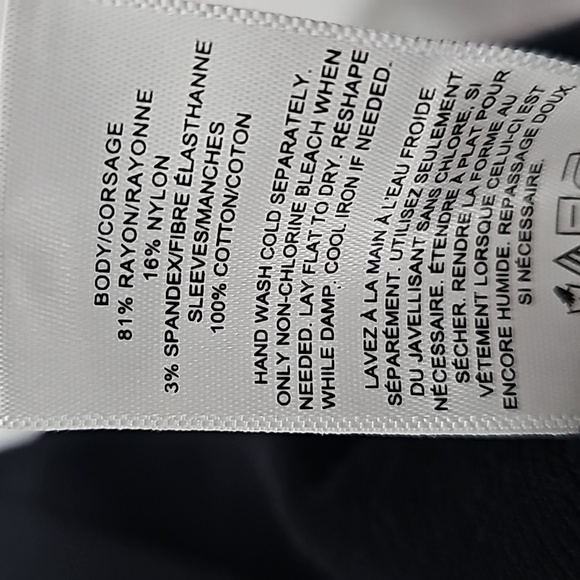 BODY/CORSAGE
81% RAYON/RAYONNE
16% NYLON
3% SPANDEX/FIBRE ÉLASTHANNE
SLEEVES/MANCHES
100% COTTON/COTON
HAND WASH COLD SEPARATELY.
ONLY NON-CHLORINE BLEACH WHEN
NEEDED. LAY FLAT TO DRY. RESHAPE
WHILE DAMP. COOL IRON IF NEEDED.
LAVEZ À LA MAIN À L'EAU FROIDE
SÉPARÉMENT. UTILISEZ SEULEMENT
DU JAVELLISANT SANS CHLORE, SI
NÉCESSAIRE. ÉTENDRE À PLAT POUR
SÉCHER. RENDRE LA FORME AU
VÊTEMENT LORSQUE CELUI-CI EST
ENCORE HUMIDE. REPASSAGE DOUX,
SI NÉCESSAIRE.